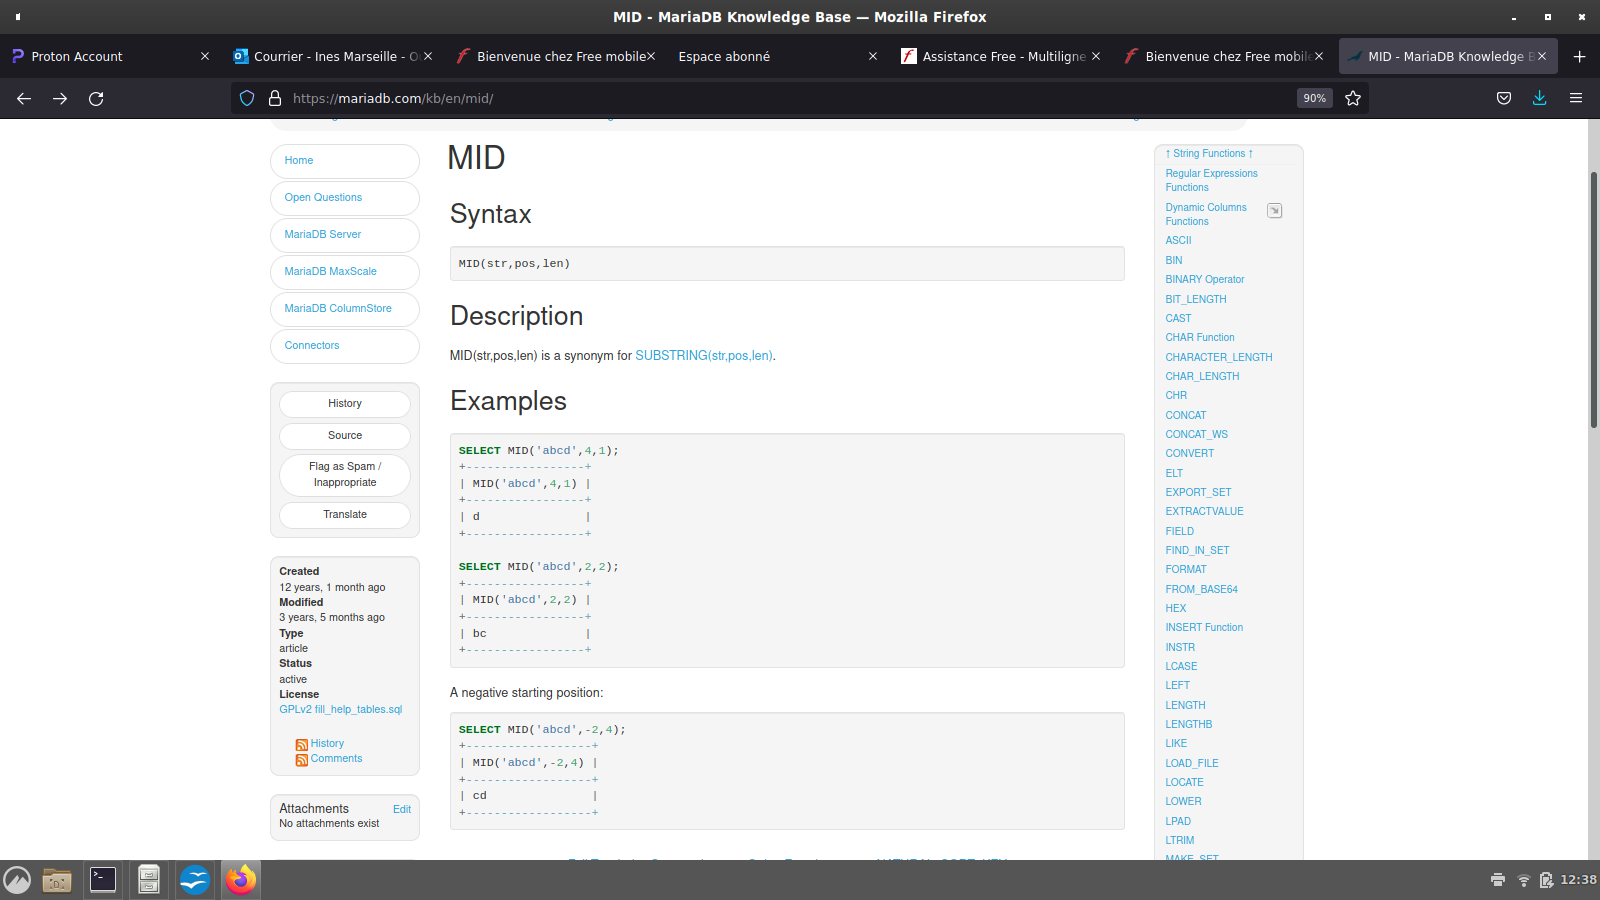 MID - MariaDB Knowledge Base — Mozilla Firefox
Proton Account
Courrier - Ines Marseille - O
Bienvenue chez Free mobile
Espace abonné
Assistance Free - Multiligne
Bienvenue chez Free mobile
MID - MariaDB Knowledge B
https://mariadb.com/kb/en/mid/
90%
Home
Open Questions
MariaDB Server
MariaDB MaxScale
MariaDB ColumnStore
Connectors
History
Source
Flag as Spam /
Inappropriate
Translate
Created
12 years, 1 month ago
Modified
3 years, 5 months ago
Type
article
Status
active
License
GPLv2 fill_help_tables.sql
History
Comments
Attachments Edit
No attachments exist
MID
Syntax
MID(str,pos,len)
Description
MID(str,pos,len) is a synonym for SUBSTRING(str,pos,len).
Examples
SELECT MID('abcd',4,1);
+-----------------+
| MID('abcd',4,1) |
+-----------------+
| d               |
+-----------------+
SELECT MID('abcd',2,2);
+-----------------+
| MID('abcd',2,2) |
+-----------------+
| bc              |
+-----------------+
A negative starting position:
SELECT MID('abcd',-2,4);
+------------------+
| MID('abcd',-2,4) |
+------------------+
| cd               |
+------------------+
↑ String Functions ↑
Regular Expressions
Functions
Dynamic Columns
Functions
ASCII
BIN
BINARY Operator
BIT_LENGTH
CAST
CHAR Function
CHARACTER_LENGTH
CHAR_LENGTH
CHR
CONCAT
CONCAT_WS
CONVERT
ELT
EXPORT_SET
EXTRACTVALUE
FIELD
FIND_IN_SET
FORMAT
FROM_BASE64
HEX
INSERT Function
INSTR
LCASE
LEFT
LENGTH
LENGTHB
LIKE
LOAD_FILE
LOCATE
LOWER
LPAD
LTRIM
MAKE_SET
12:38